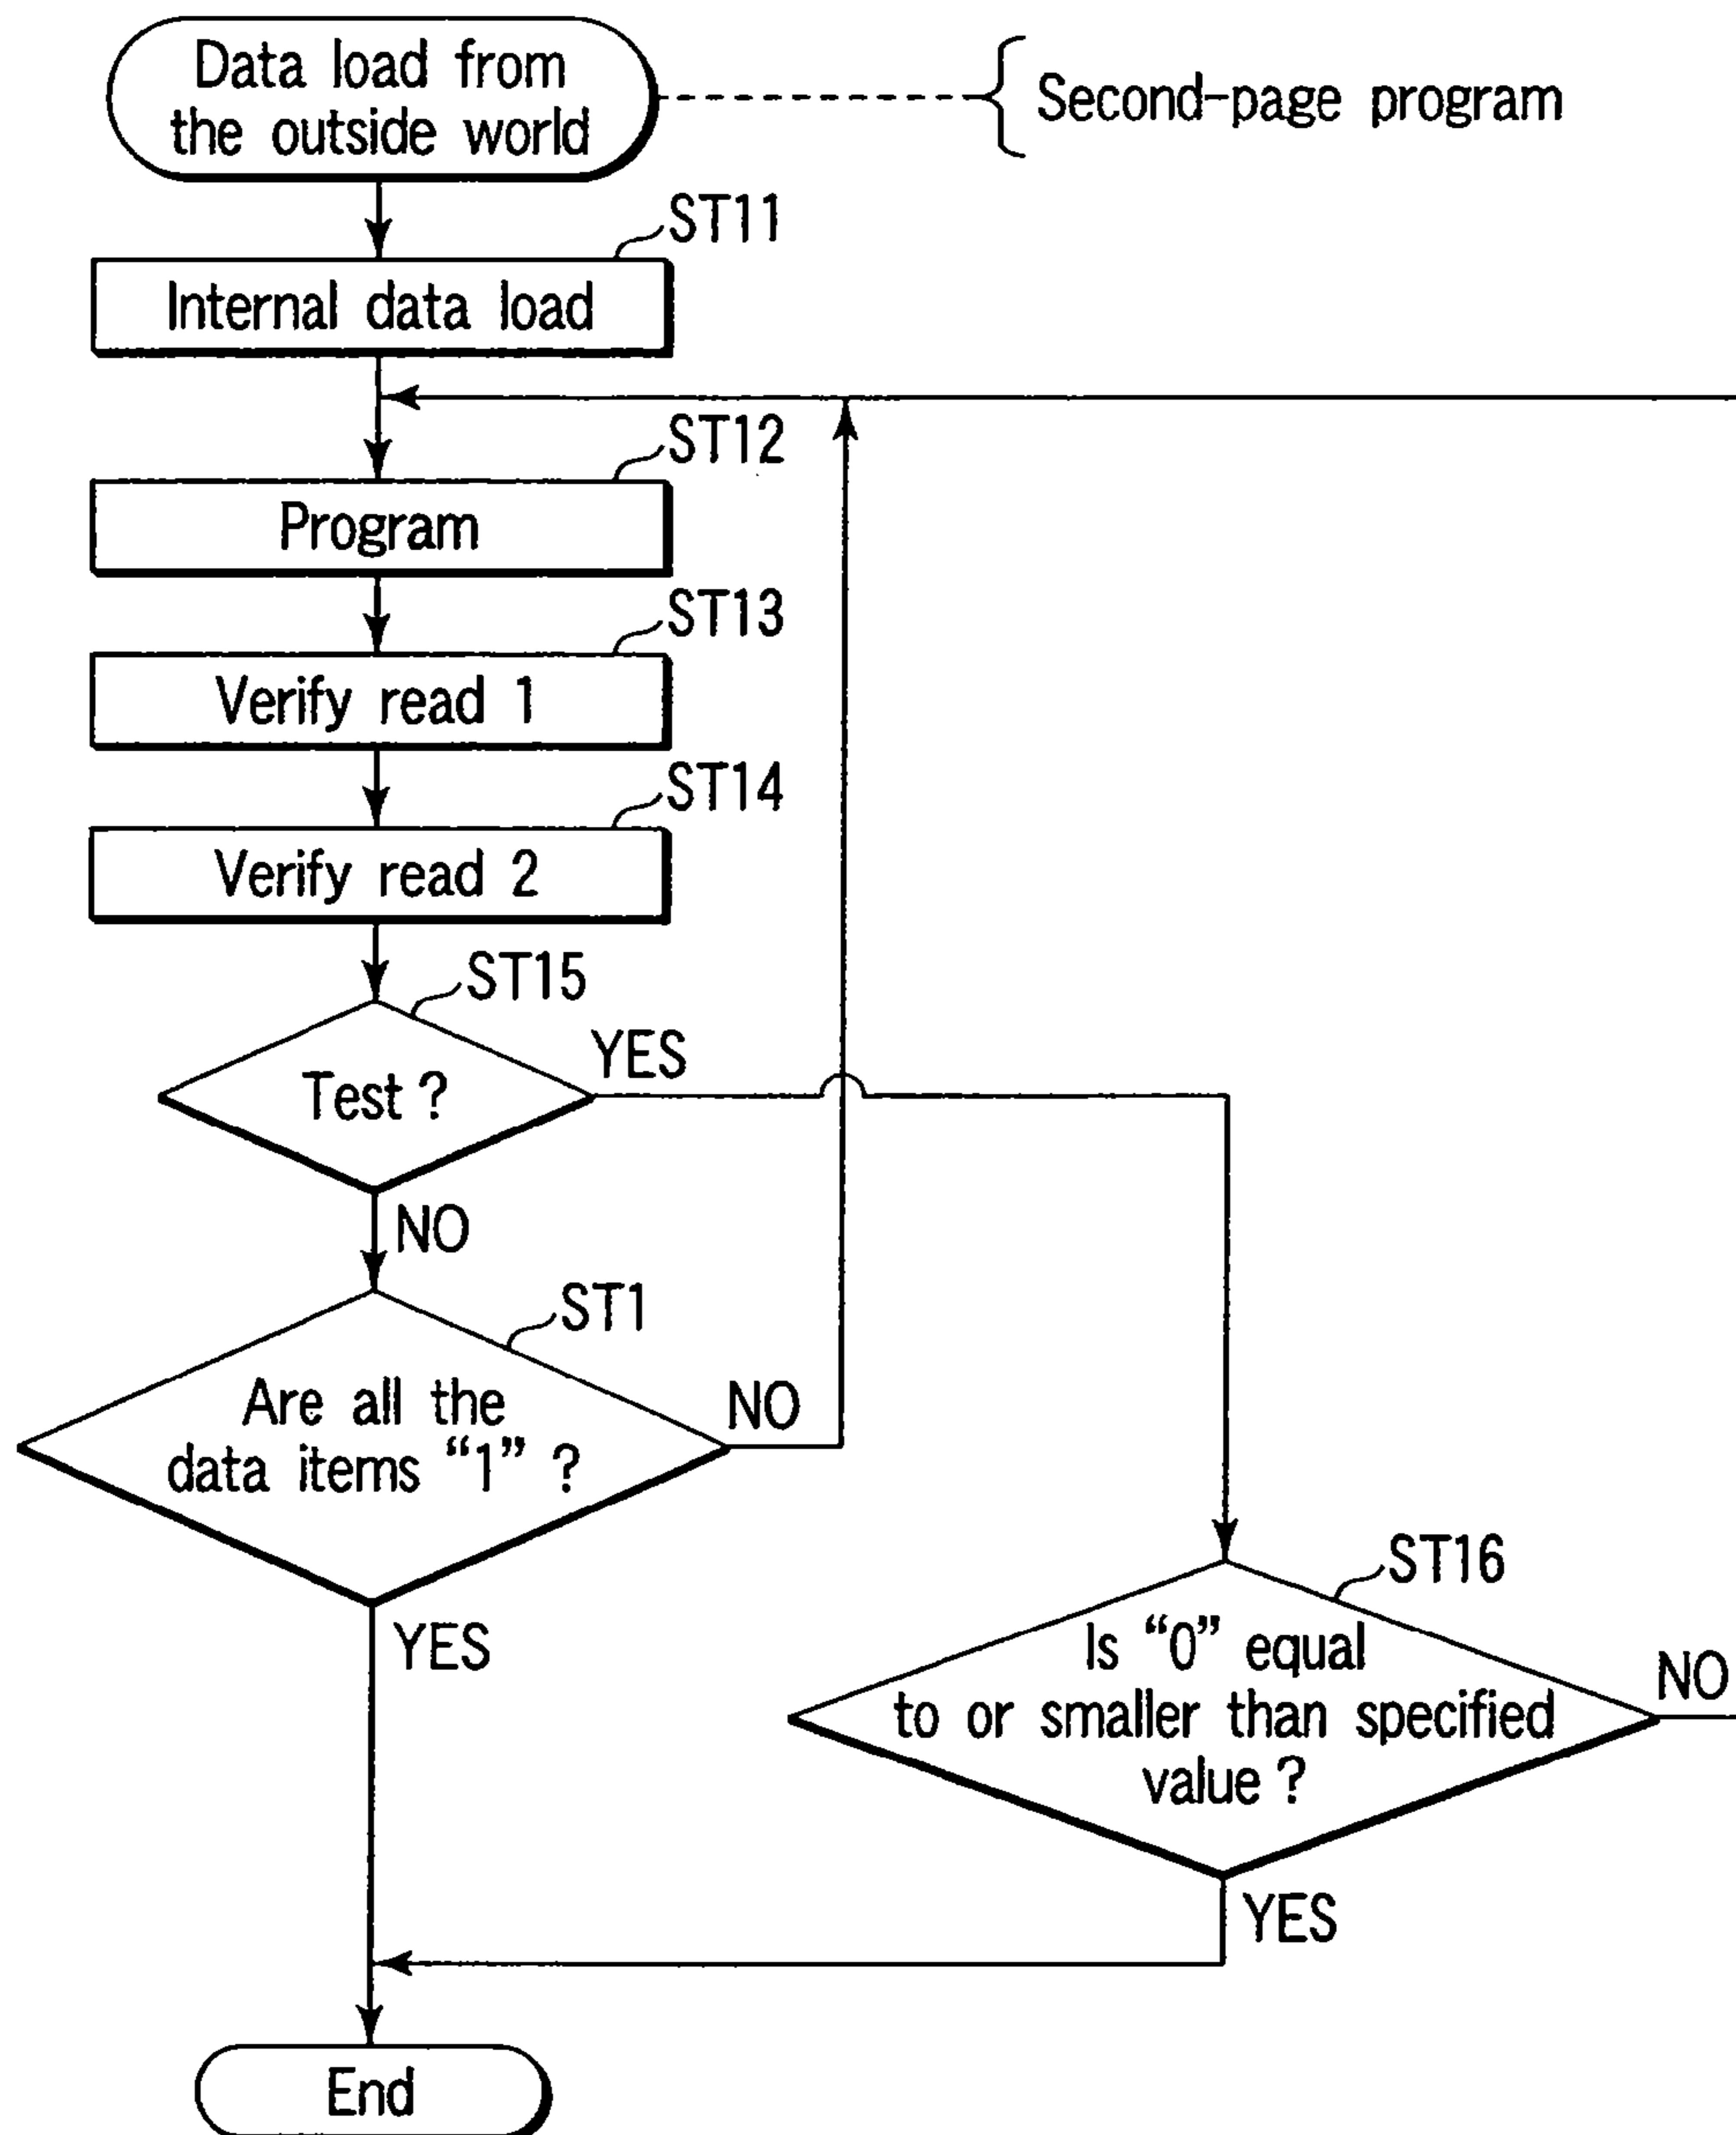 Data load from
the outside world
Second-page program
ST11
Internal data load
ST12
Program
ST13
Verify read 1
ST14
Verify read 2
ST15
Test ?
YES
NO
ST1
Are all the
data items “1” ?
NO
YES
ST16
Is “0” equal
to or smaller than specified
value ?
NO
YES
End